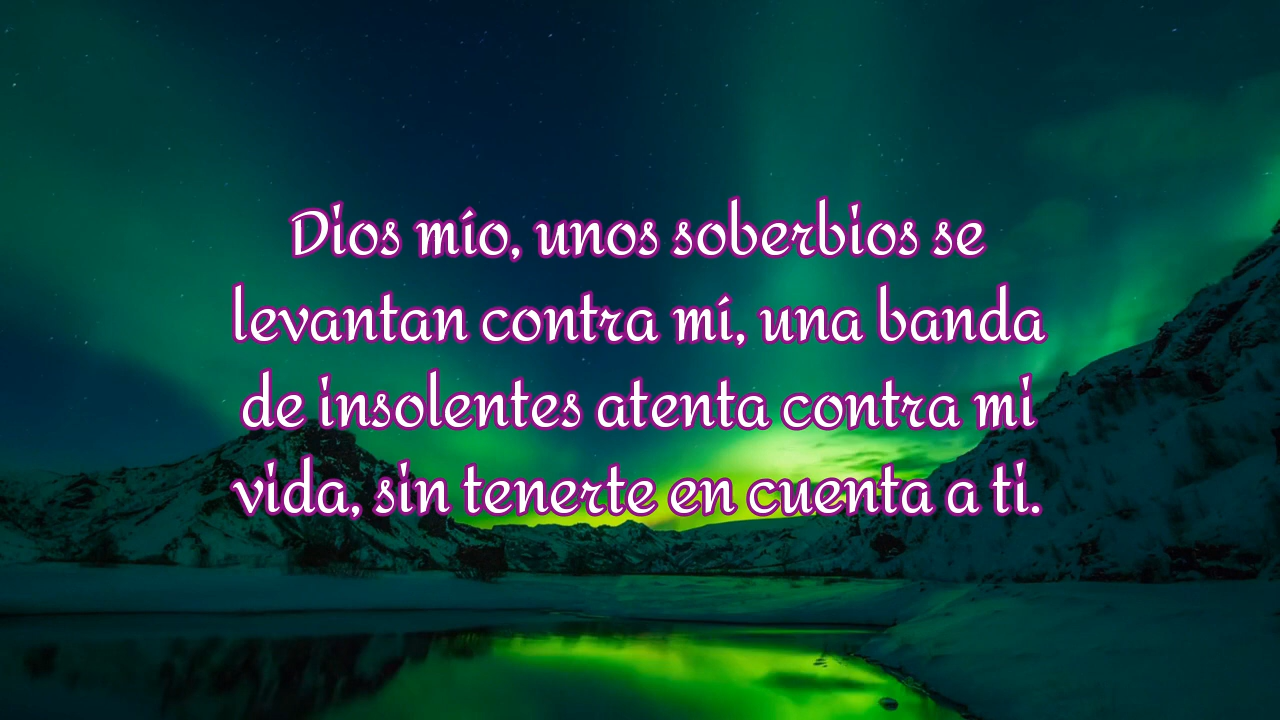 Dios mío, unos soberbios se
levantan contra mí, una banda
de insolentes atenta contra mi
vida, sin tenerte en cuenta a ti.